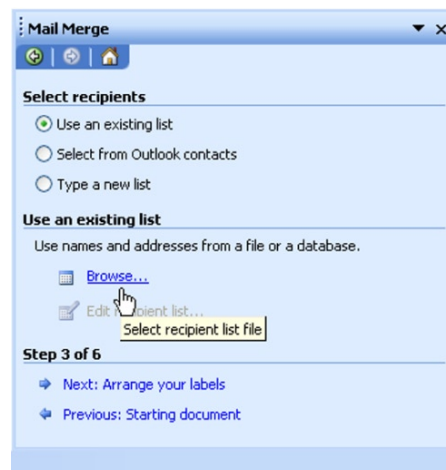 Mail Merge
Select recipients
Use an existing list
Select from Outlook contacts
Type a new list
Use an existing list
Use names and addresses from a file or a database.
Browse...
Edit recipient list...
Select recipient list file
Step 3 of 6
Next: Arrange your labels
Previous: Starting document